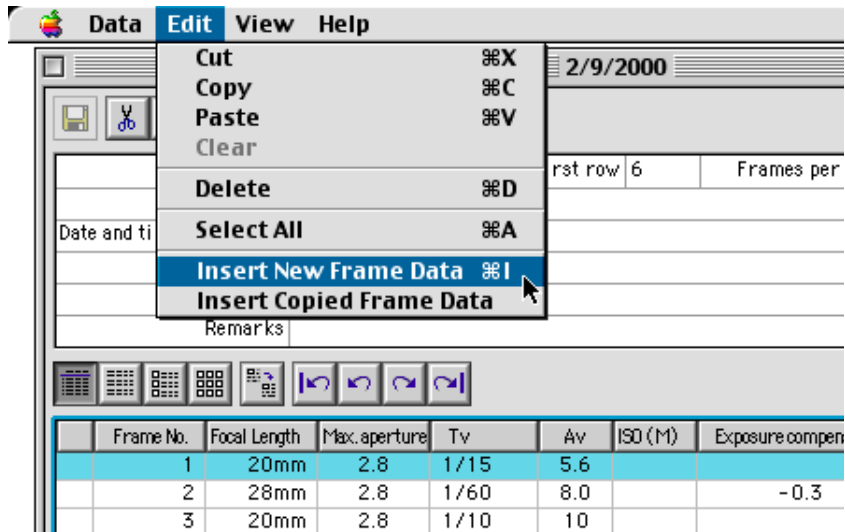 Data Edit View Help
Cut ⌘X
2/9/2000
Copy ⌘C
Paste ⌘V
Clear
rst row 6 Frames per
Delete ⌘D
Date and ti
Select All ⌘A
Insert New Frame Data ⌘I
Insert Copied Frame Data
Remarks
Frame No. Focal Length Max. aperture Tv Av ISO (M) Exposure compen
1 20mm 2.8 1/15 5.6
2 28mm 2.8 1/60 8.0 -0.3
3 20mm 2.8 1/10 10